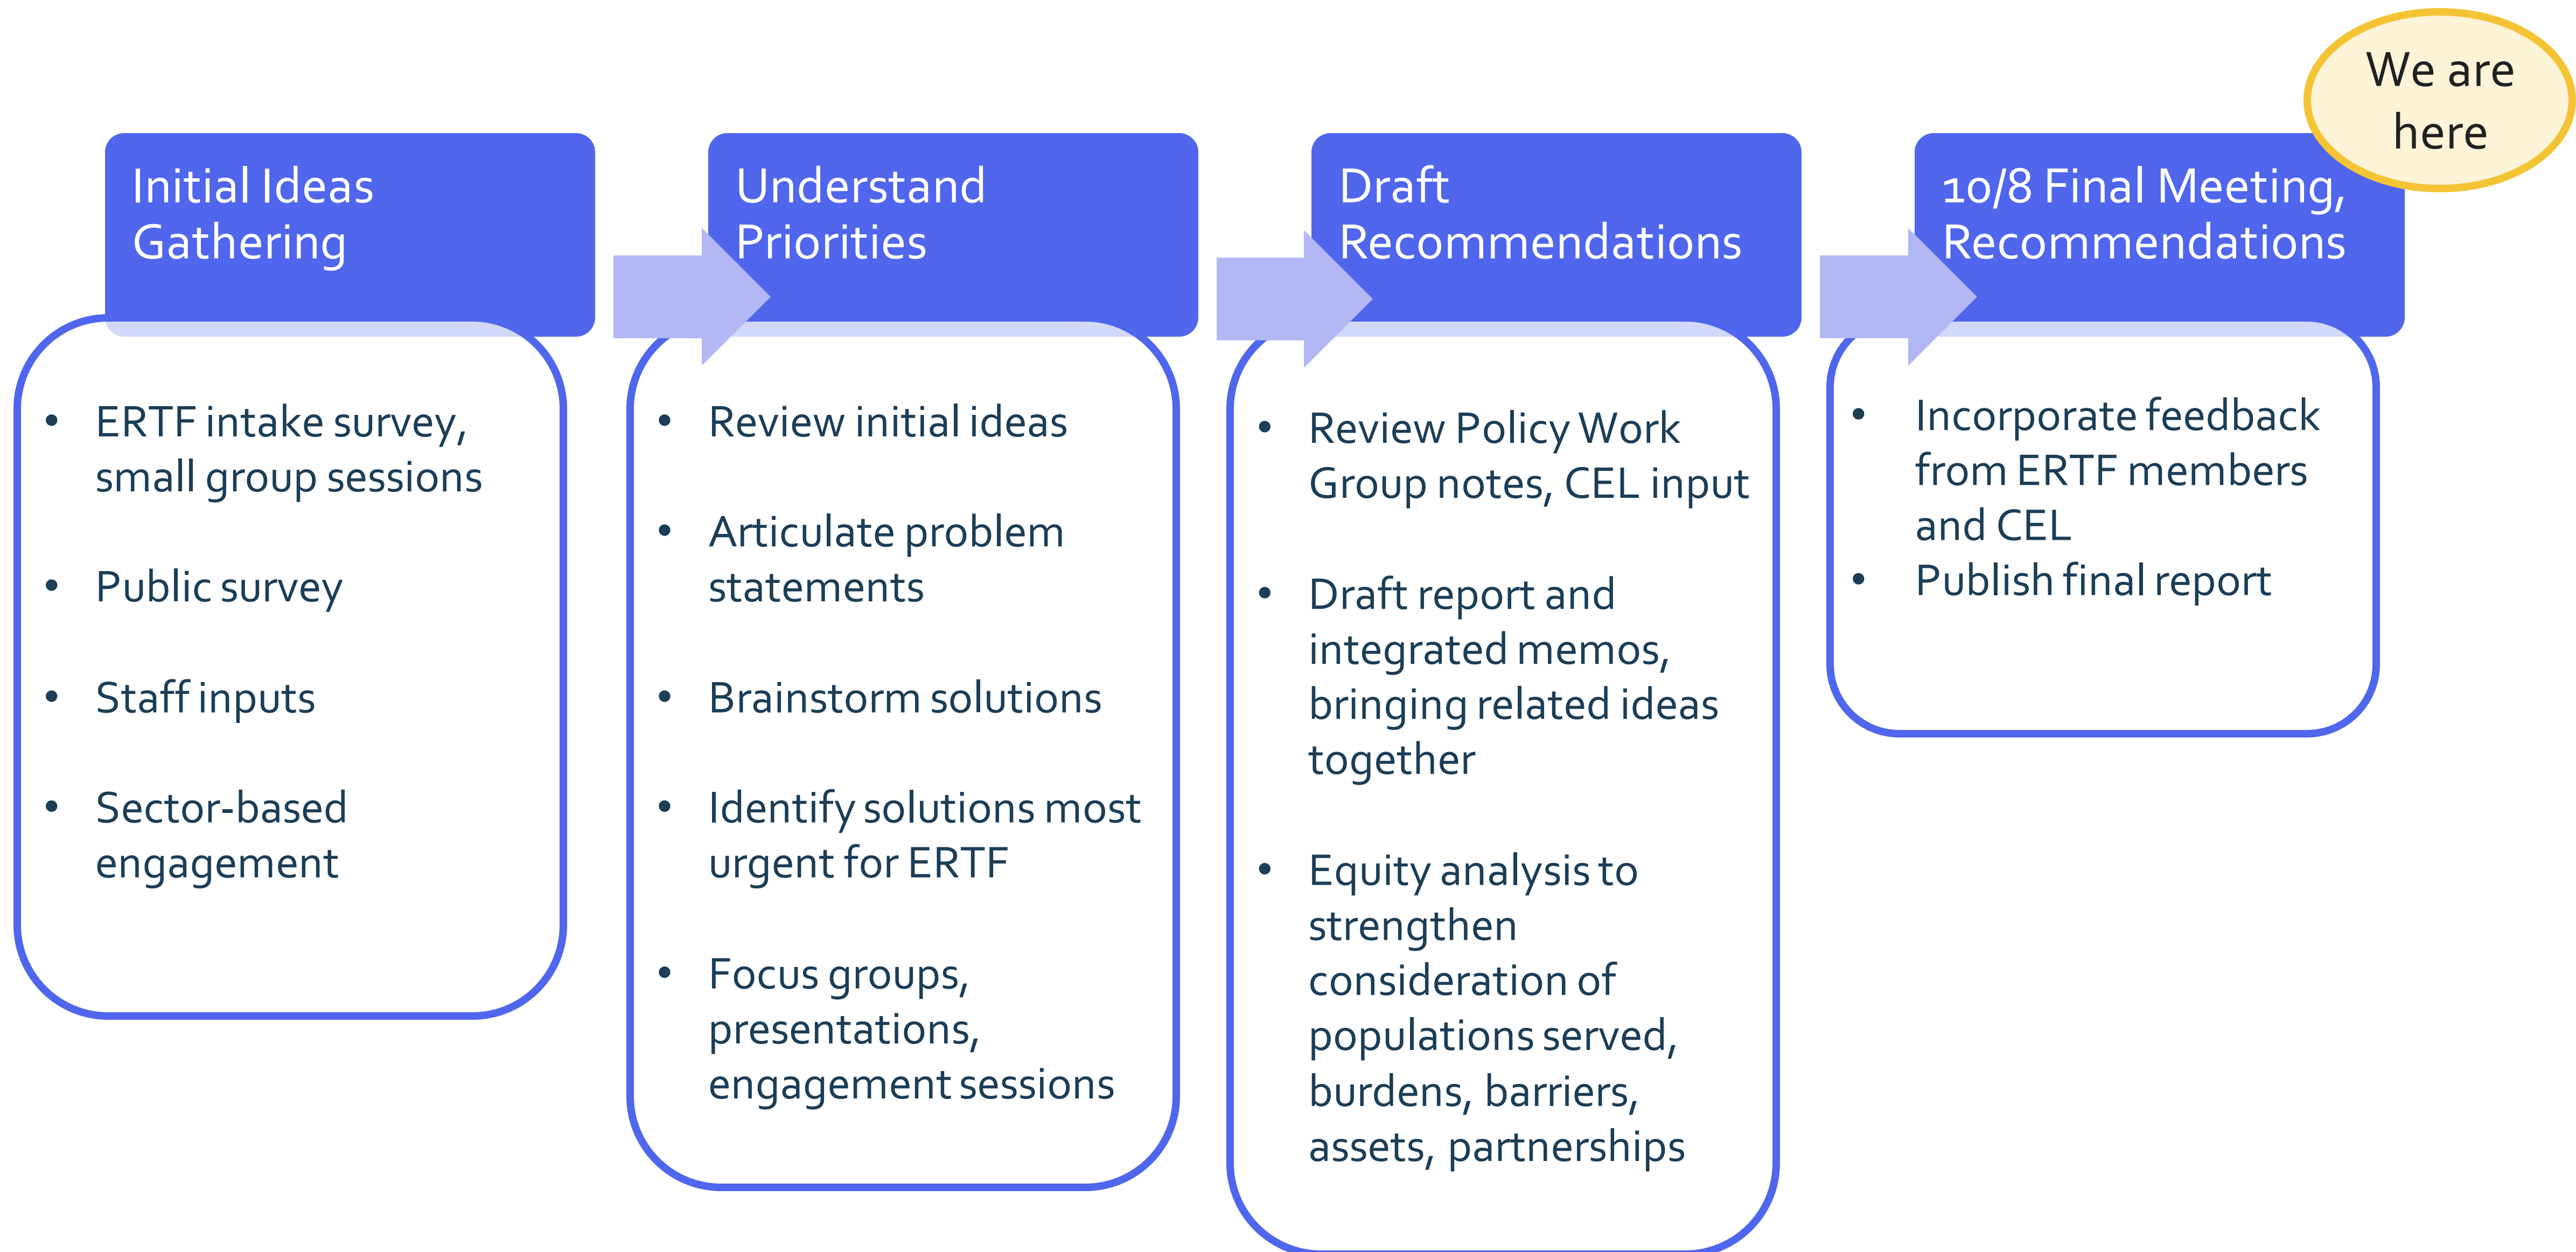 We are
here
Initial Ideas
Gathering
• ERTF intake survey,
small group sessions
• Public survey
• Staff inputs
• Sector-based
engagement
Understand
Priorities
• Review initial ideas
• Articulate problem
statements
• Brainstorm solutions
• Identify solutions most
urgent for ERTF
• Focus groups,
presentations,
engagement sessions
Draft
Recommendations
• Review Policy Work
Group notes, CEL input
• Draft report and
integrated memos,
bringing related ideas
together
• Equity analysis to
strengthen
consideration of
populations served,
burdens, barriers,
assets, partnerships
10/8 Final Meeting,
Recommendations
• Incorporate feedback
from ERTF members
and CEL
• Publish final report